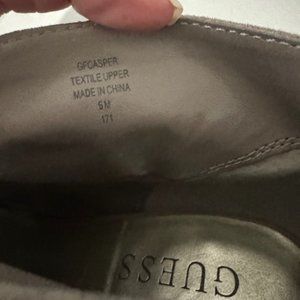 GFCASPER
TEXTILE UPPER
MADE IN CHINA
5M
171
GUESS